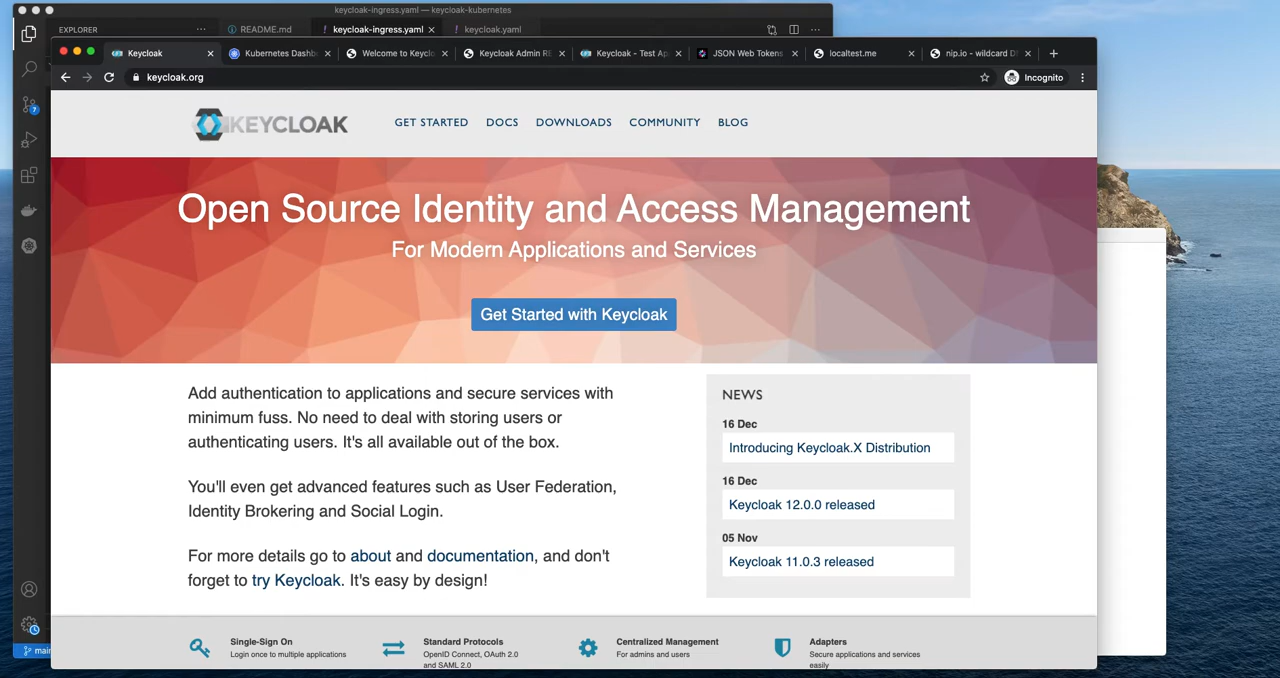 keycloak-ingress.yaml — keycloak-kubernetes
EXPLORER
README.md
! keycloak-ingress.yaml
! keycloak.yaml
Keycloak
Kubernetes Dashb
Welcome to Keyclo
Keycloak Admin RE
Keycloak - Test Ap
JSON Web Tokens
localtest.me
nip.io - wildcard D
keycloak.org
Incognito
KEYCLOAK
GET STARTED
DOCS
DOWNLOADS
COMMUNITY
BLOG
Open Source Identity and Access Management
For Modern Applications and Services
Get Started with Keycloak
Add authentication to applications and secure services with
minimum fuss. No need to deal with storing users or
authenticating users. It's all available out of the box.
You'll even get advanced features such as User Federation,
Identity Brokering and Social Login.
For more details go to about and documentation, and don't
forget to try Keycloak. It's easy by design!
NEWS
16 Dec
Introducing Keycloak.X Distribution
16 Dec
Keycloak 12.0.0 released
05 Nov
Keycloak 11.0.3 released
Single-Sign On
Login once to multiple applications
Standard Protocols
OpenID Connect, OAuth 2.0
and SAML 2.0
Centralized Management
For admins and users
Adapters
Secure applications and services
easily
7
mai